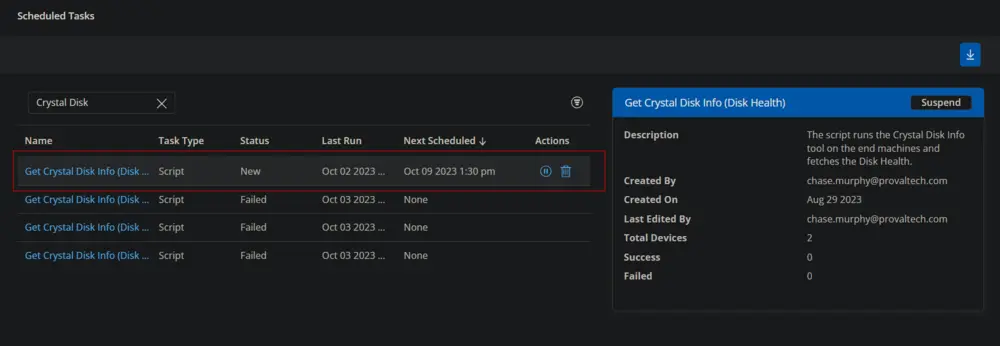 Scheduled Tasks
Crystal Disk
Name Task Type Status Last Run Next Scheduled Actions
Get Crystal Disk Info (Disk ... Script New Oct 02 2023 ... Oct 09 2023 1:30 pm
Get Crystal Disk Info (Disk ... Script Failed Oct 03 2023 ... None
Get Crystal Disk Info (Disk ... Script Failed Oct 03 2023 ... None
Get Crystal Disk Info (Disk ... Script Failed Oct 03 2023 ... None
Get Crystal Disk Info (Disk Health) Suspend
Description The script runs the Crystal Disk Info
tool on the end machines and
fetches the Disk Health.
Created By chase.murphy@provaltech.com
Created On Aug 29 2023
Last Edited By chase.murphy@provaltech.com
Total Devices 2
Success 0
Failed 0